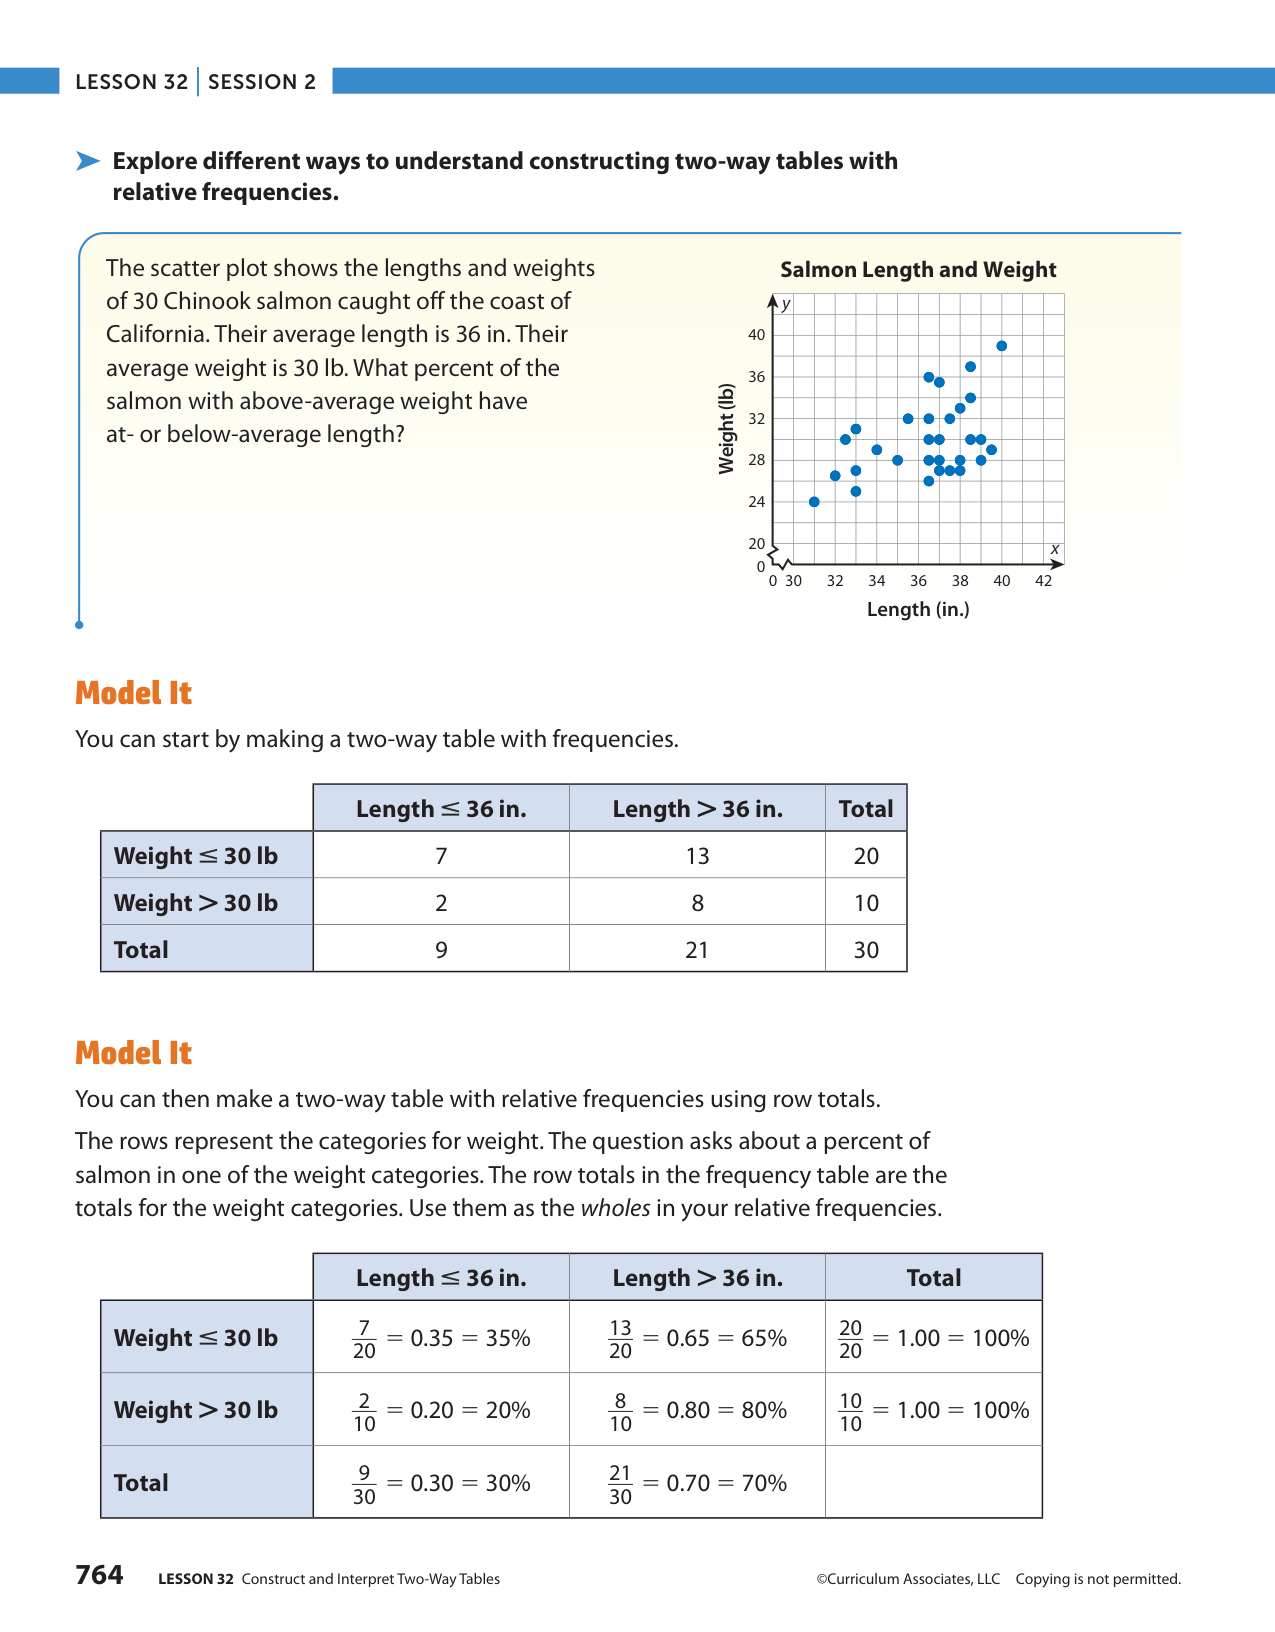 LESSON 32 | SESSION 2
➤ Explore different ways to understand constructing two-way tables with
relative frequencies.
The scatter plot shows the lengths and weights
of 30 Chinook salmon caught off the coast of
California. Their average length is 36 in. Their
average weight is 30 lb. What percent of the
salmon with above-average weight have
at- or below-average length?
Salmon Length and Weight
y
40
36
32
28
24
20
0
Weight (lb)
x
0 30 32 34 36 38 40 42
Length (in.)
Model It
You can start by making a two-way table with frequencies.
Length ≤ 36 in. Length > 36 in. Total
Weight ≤ 30 lb 7 13 20
Weight > 30 lb 2 8 10
Total 9 21 30
Model It
You can then make a two-way table with relative frequencies using row totals.
The rows represent the categories for weight. The question asks about a percent of
salmon in one of the weight categories. The row totals in the frequency table are the
totals for the weight categories. Use them as the wholes in your relative frequencies.
Length ≤ 36 in. Length > 36 in. Total
Weight ≤ 30 lb 7/20 = 0.35 = 35% 13/20 = 0.65 = 65% 20/20 = 1.00 = 100%
Weight > 30 lb 2/10 = 0.20 = 20% 8/10 = 0.80 = 80% 10/10 = 1.00 = 100%
Total 9/30 = 0.30 = 30% 21/30 = 0.70 = 70%
764 LESSON 32 Construct and Interpret Two-Way Tables ©Curriculum Associates, LLC Copying is not permitted.